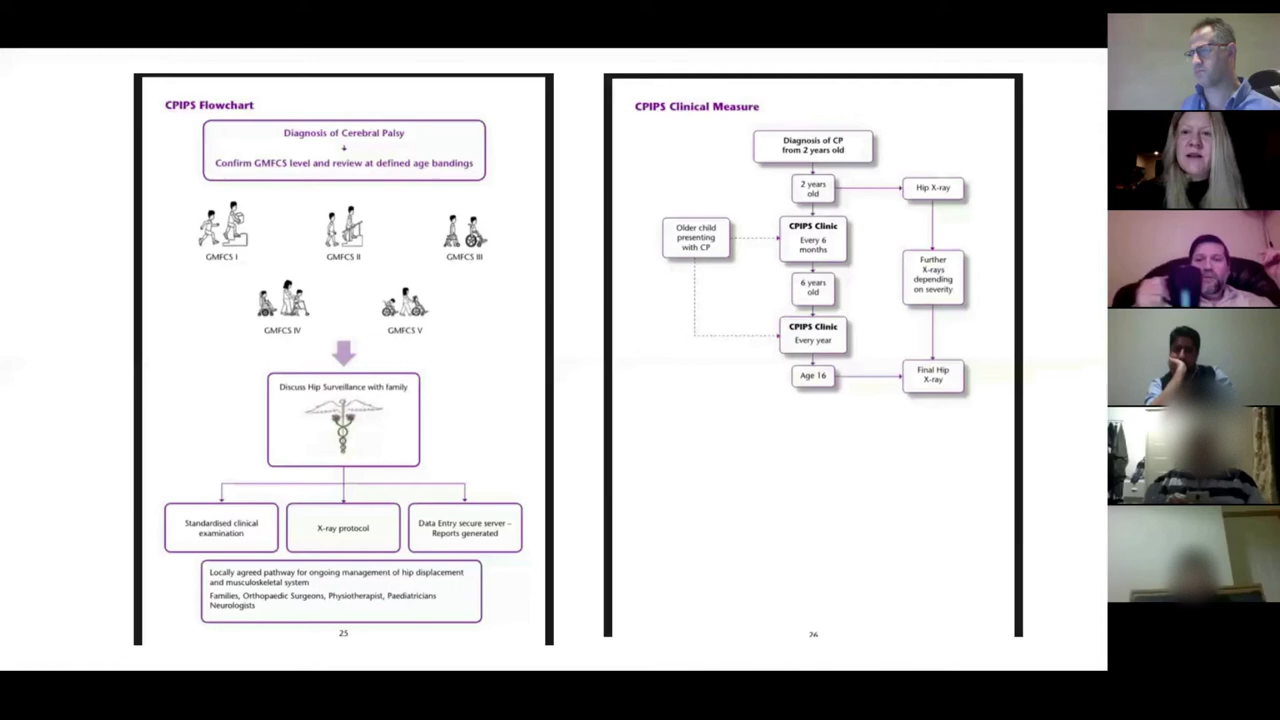 CPIPS Flowchart
Diagnosis of Cerebral Palsy
Confirm GMFCS level and review at defined age bandings
GMFCS I
GMFCS II
GMFCS III
GMFCS IV
GMFCS V
Discuss Hip Surveillance with family
Standardised clinical
examination
X-ray protocol
Data Entry secure server –
Reports generated
Locally agreed pathway for ongoing management of hip displacement
and musculoskeletal system
Families, Orthopaedic Surgeons, Physiotherapist, Paediatricians
Neurologists
25
CPIPS Clinical Measure
Diagnosis of CP
from 2 years old
2 years
old
Hip X-ray
Older child
presenting
with CP
CPIPS Clinic
Every 6
months
Further
X-rays
depending
on severity
6 years
old
CPIPS Clinic
Every year
Age 16
Final Hip
X-ray
26